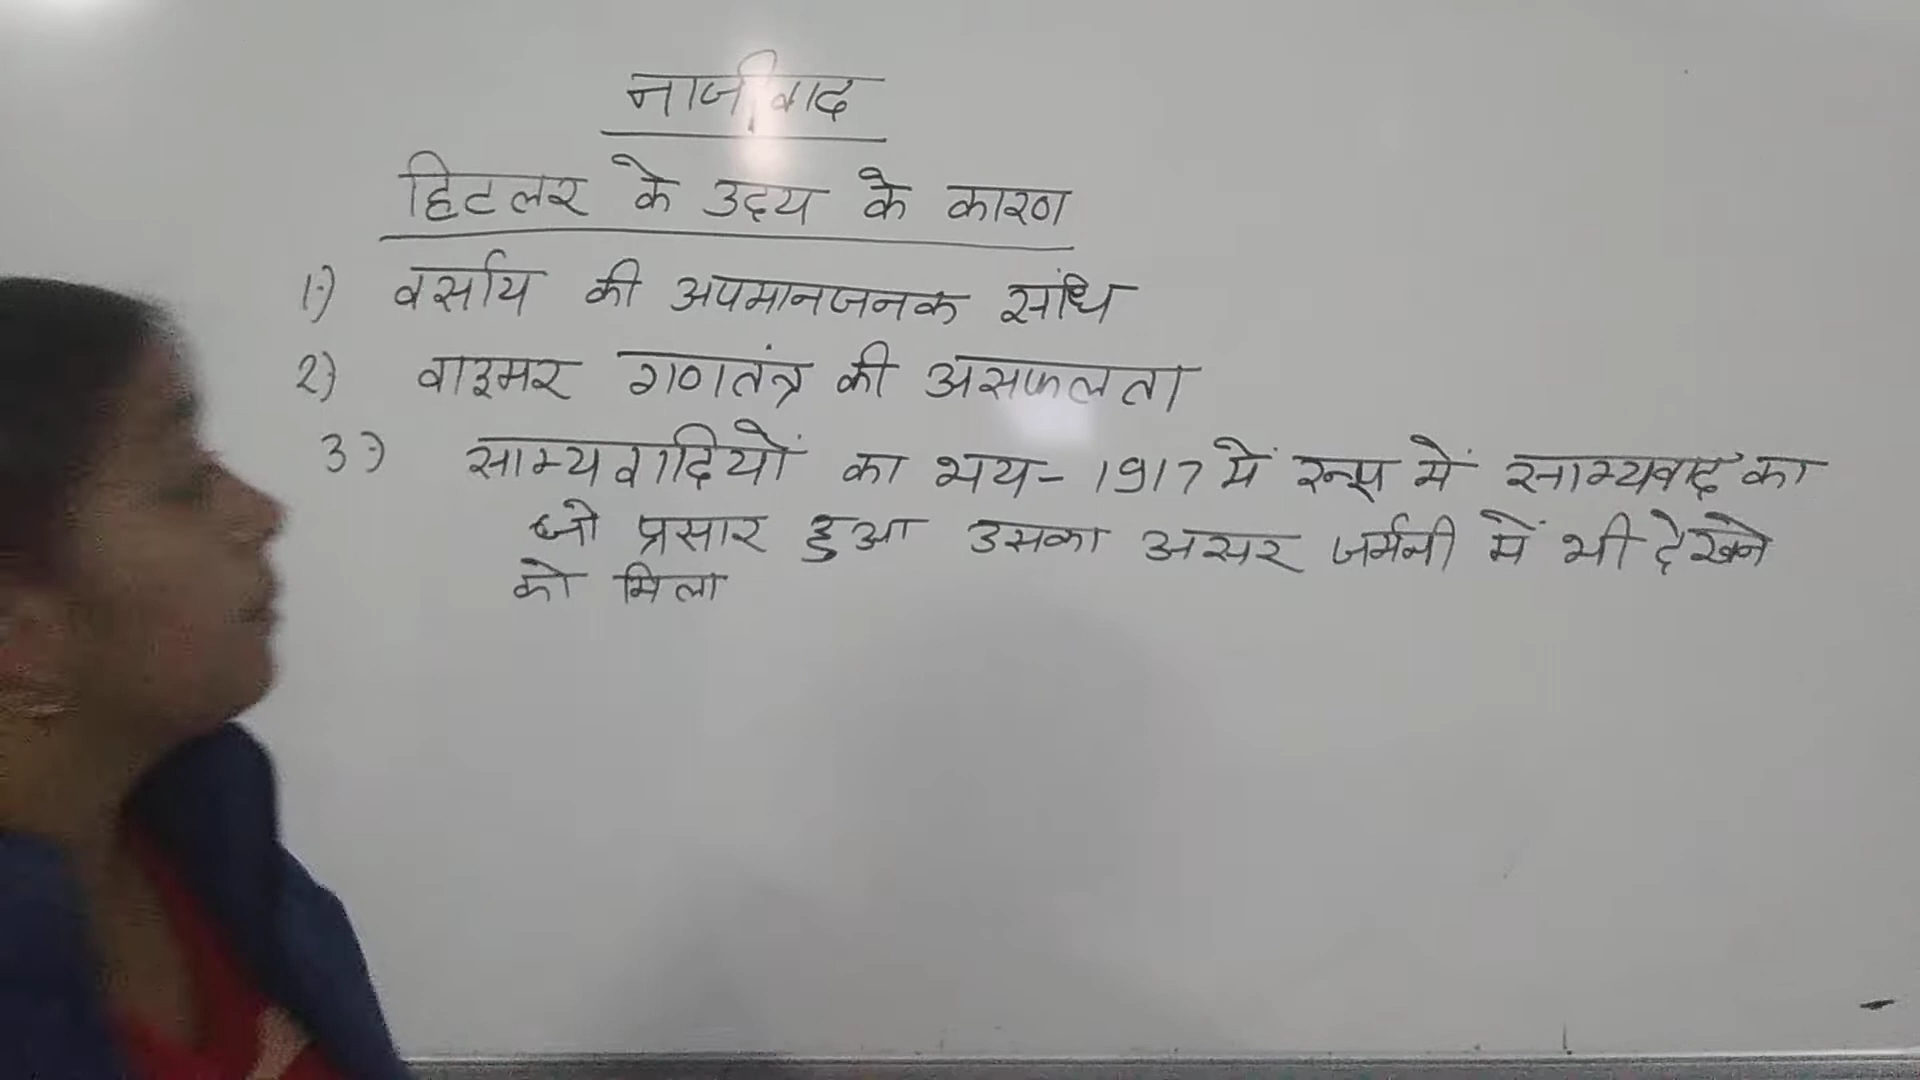 नाजीवाद
हिटलर के उदय के कारण
1) वर्साय की अपमानजनक संधि
2) वाइमर गणतंत्र की असफलता
3) साम्यवादियों का भय - 1917 में रूस में साम्यवाद का
जो प्रसार हुआ उसका असर जर्मनी में भी देखने
को मिला